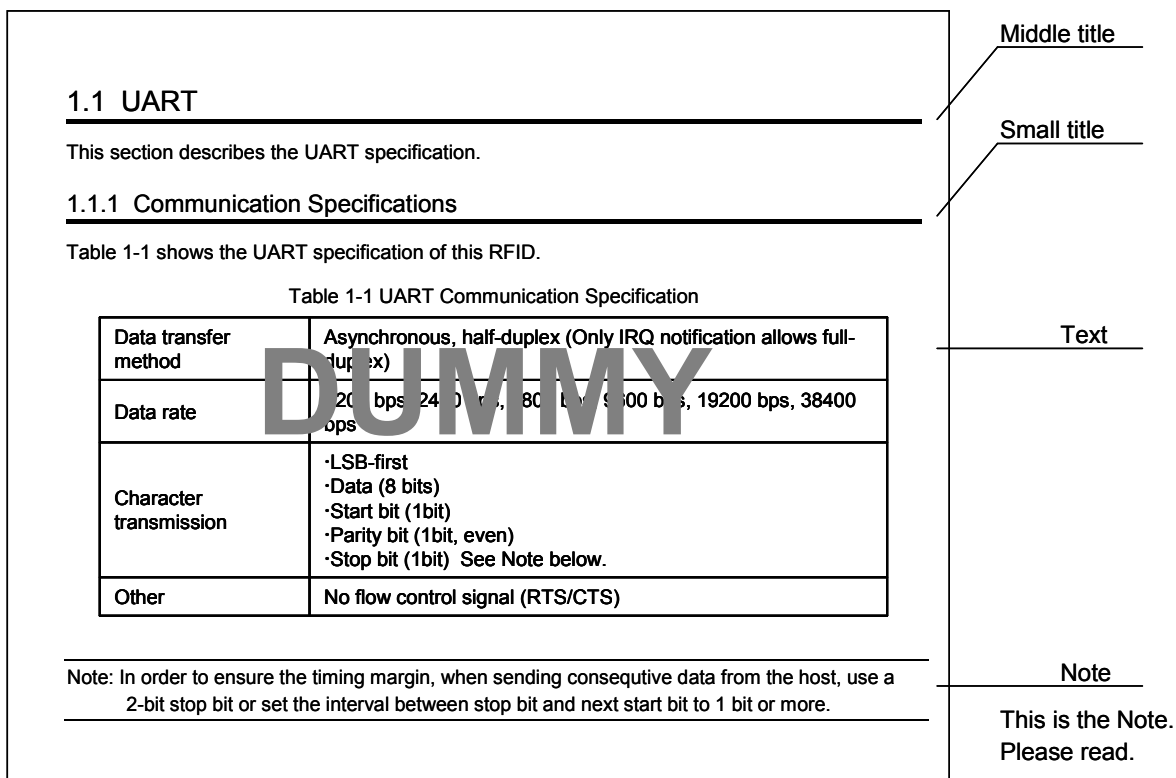 Middle title
1.1 UART
Small title
This section describes the UART specification.
1.1.1 Communication Specifications
Table 1-1 shows the UART specification of this RFID.
Table 1-1 UART Communication Specification
Data transfer
method
Asynchronous, half-duplex (Only IRQ notification allows full-
duplex)
Text
DUMMY
Data rate
9600 bps, 19200 bps, 38400
bps
Character
transmission
·LSB-first
·Data (8 bits)
·Start bit (1bit)
·Parity bit (1bit, even)
·Stop bit (1bit) See Note below.
Other
No flow control signal (RTS/CTS)
Note: In order to ensure the timing margin, when sending consequtive data from the host, use a
2-bit stop bit or set the interval between stop bit and next start bit to 1 bit or more.
Note
This is the Note.
Please read.